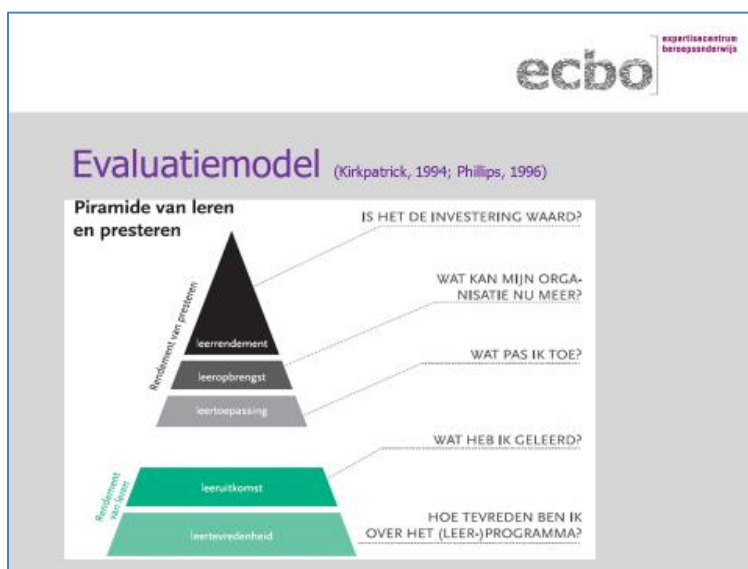 ecbo
expertisecentrum
beroepsonderwijs
Evaluatiemodel (Kirkpatrick, 1994; Phillips, 1996)
Piramide van leren
en presteren
IS HET DE INVESTERING WAARD?
WAT KAN MIJN ORGA-
NISATIE NU MEER?
Rendement van presteren
leerrendement
WAT PAS IK TOE?
leeropbrengst
leertoepassing
WAT HEB IK GELEERD?
Rendement
van leren
leeruitkomst
HOE TEVREDEN BEN IK
OVER HET (LEER-)PROGRAMMA?
leertevredenheid